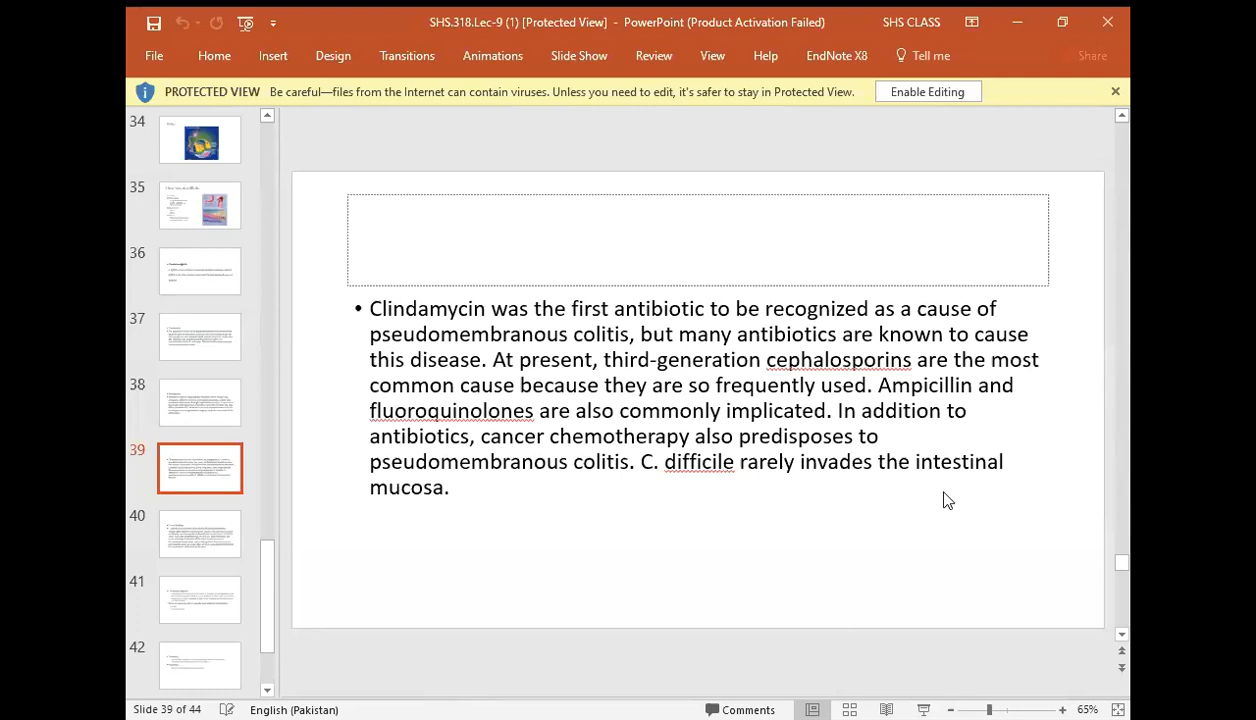 SHS.318.Lec-9 (1) [Protected View] - PowerPoint (Product Activation Failed)
SHS CLASS
File Home Insert Design Transitions Animations Slide Show Review View Help EndNote X8 Tell me Share
PROTECTED VIEW Be careful—files from the Internet can contain viruses. Unless you need to edit, it's safer to stay in Protected View. Enable Editing
34
35
36
37
38
39
40
41
42
• Clindamycin was the first antibiotic to be recognized as a cause of
pseudomembranous colitis, but many antibiotics are known to cause
this disease. At present, third-generation cephalosporins are the most
common cause because they are so frequently used. Ampicillin and
fluoroquinolones are also commonly implicated. In addition to
antibiotics, cancer chemotherapy also predisposes to
pseudomembranous colitis. C. difficile rarely invades the intestinal
mucosa.
Slide 39 of 44 English (Pakistan) Comments 65%